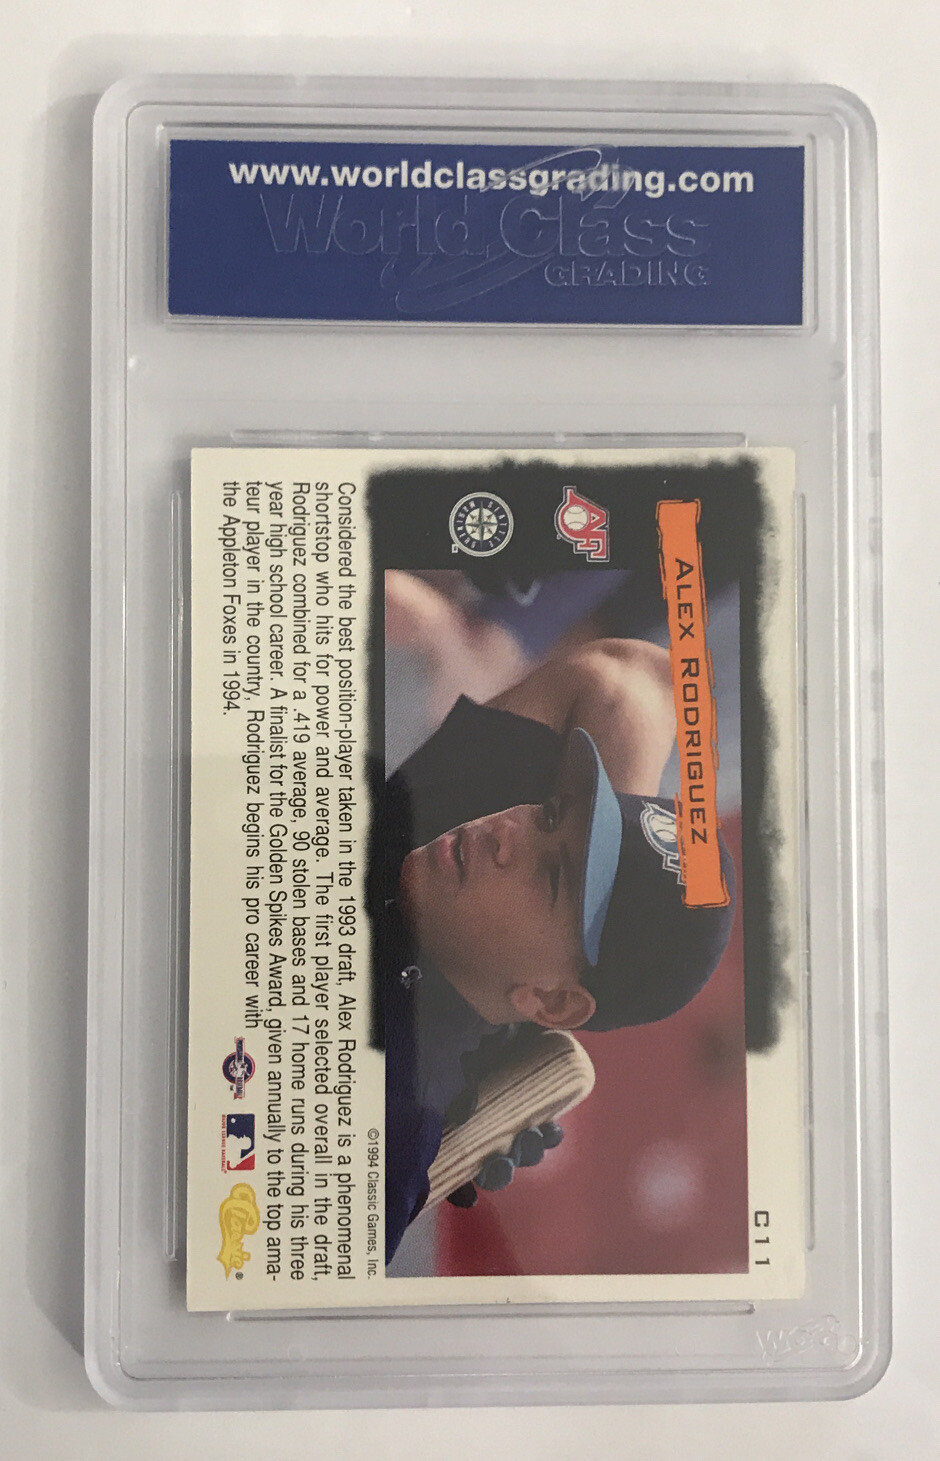 www.worldclassgrading.com
World Class
GRADING
C11
ALEX RODRIGUEZ
©1994 Classic Games, Inc.
Considered the best position-player taken in the 1993 draft, Alex Rodriguez is a phenomenal
shortstop who hits for power and average. The first player selected overall in the draft,
Rodriguez combined for a .419 average, 90 stolen bases and 17 home runs during his three
year high school career. A finalist for the Golden Spikes Award, given annually to the top ama-
teur player in the country, Rodriguez begins his pro career with
the Appleton Foxes in 1994.
Classic®